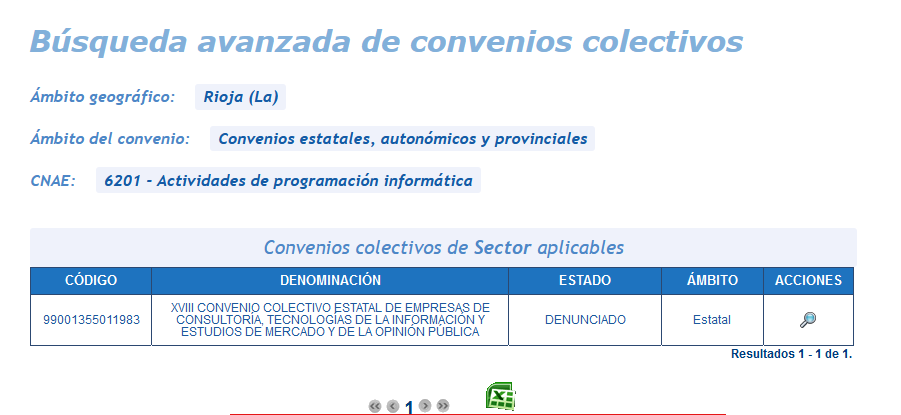 Búsqueda avanzada de convenios colectivos
Ámbito geográfico: Rioja (La)
Ámbito del convenio: Convenios estatales, autonómicos y provinciales
CNAE: 6201 - Actividades de programación informática
Convenios colectivos de Sector aplicables
CÓDIGO DENOMINACIÓN ESTADO ÁMBITO ACCIONES
XVIII CONVENIO COLECTIVO ESTATAL DE EMPRESAS DE
99001355011983 CONSULTORÍA, TECNOLOGÍAS DE LA INFORMACIÓN Y DENUNCIADO Estatal
ESTUDIOS DE MERCADO Y DE LA OPINIÓN PÚBLICA
Resultados 1 - 1 de 1.
1